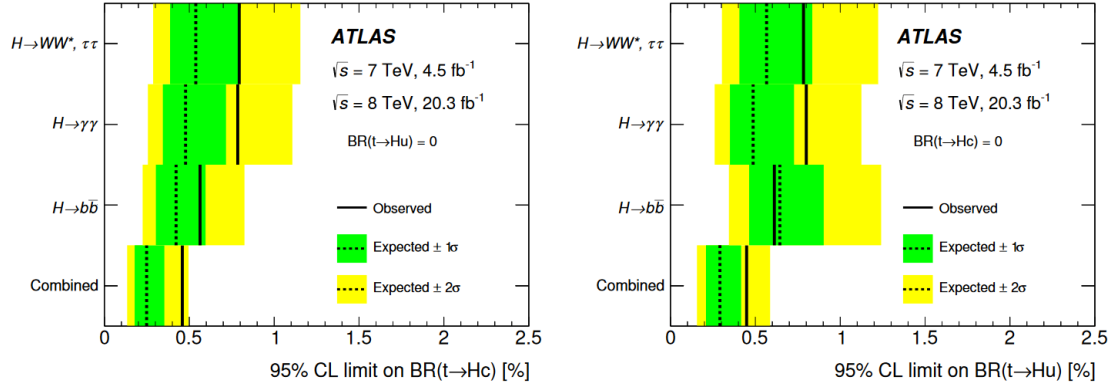 H→WW*, ττ
H→γγ
H→bb̅
Combined
ATLAS
√s = 7 TeV, 4.5 fb⁻¹
√s = 8 TeV, 20.3 fb⁻¹
BR(t→Hu) = 0
Observed
Expected ± 1σ
Expected ± 2σ
0 0.5 1 1.5 2 2.5
95% CL limit on BR(t→Hc) [%]
H→WW*, ττ
H→γγ
H→bb̅
Combined
ATLAS
√s = 7 TeV, 4.5 fb⁻¹
√s = 8 TeV, 20.3 fb⁻¹
BR(t→Hc) = 0
Observed
Expected ± 1σ
Expected ± 2σ
0 0.5 1 1.5 2 2.5
95% CL limit on BR(t→Hu) [%]